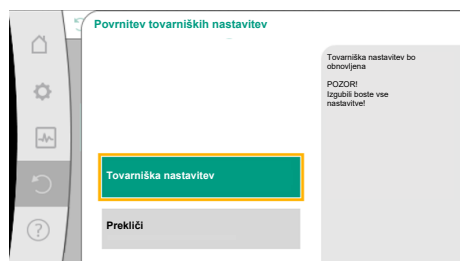 Povrnitev tovarniških nastavitev
Tovarniška nastavitev bo
obnovljena
POZOR!
Izgubili boste vse
nastavitve!
Tovarniška nastavitev
Prekliči